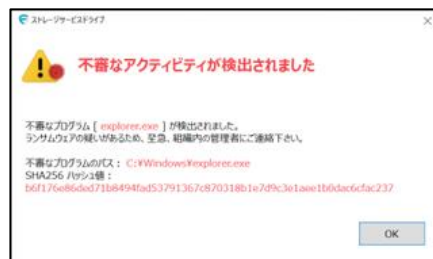 ストレージサービスドライブ
不審なアクティビティが検出されました
不審なプログラム [ explorer.exe ] が検出されました。
ランサムウェアの疑いがあるため、至急、組織内の管理者にご連絡下さい。
不審なプログラムのパス： C:¥Windows¥explorer.exe
SHA256 ハッシュ値：
b6f176e86ded71b8494fad53791367c870318b1e7d9c3e1aee1b6dac6cfac237
OK